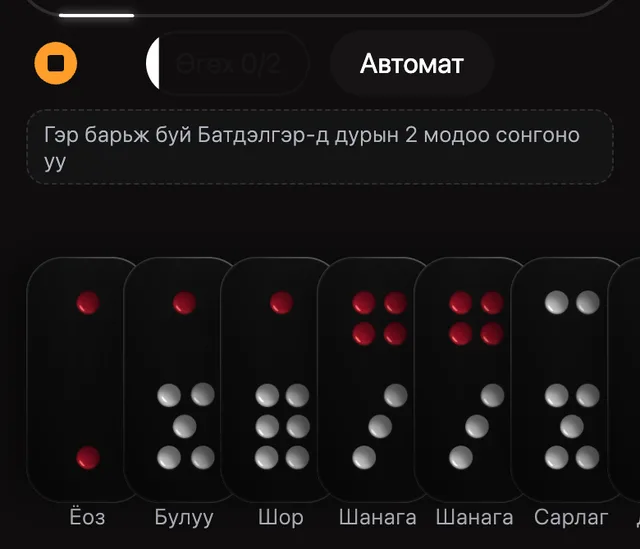 Өгөх 0/2
Автомат
Гэр барьж буй Батдэлгэр-д дурын 2 модоо сонгоно
уу
Ёоз
Булуу
Шор
Шанага
Шанага
Сарлаг